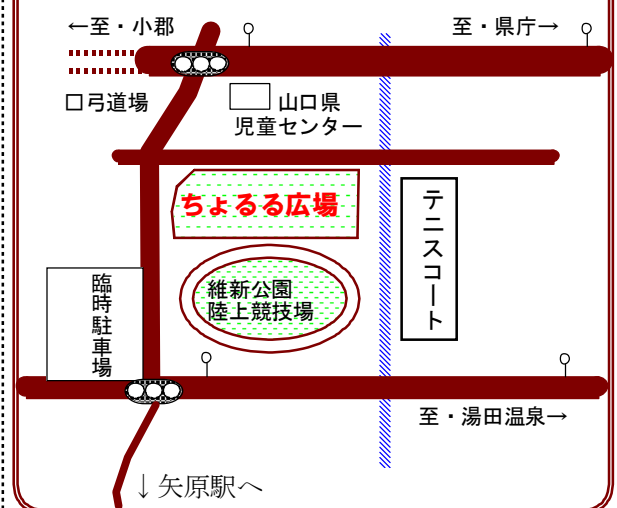 ←至・小郡
至・県庁→
□弓道場
山口県
児童センター
ちょるる広場
テニスコート
維新公園
陸上競技場
臨時駐車場
至・湯田温泉→
↓矢原駅へ